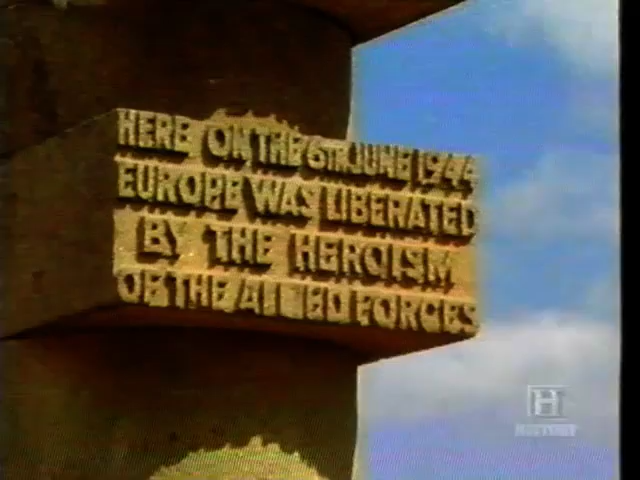 HERE ON THE 6TH JUNE 1944
EUROPE WAS LIBERATED
BY THE HEROISM
OF THE ALLIED FORCES
H
HISTORY